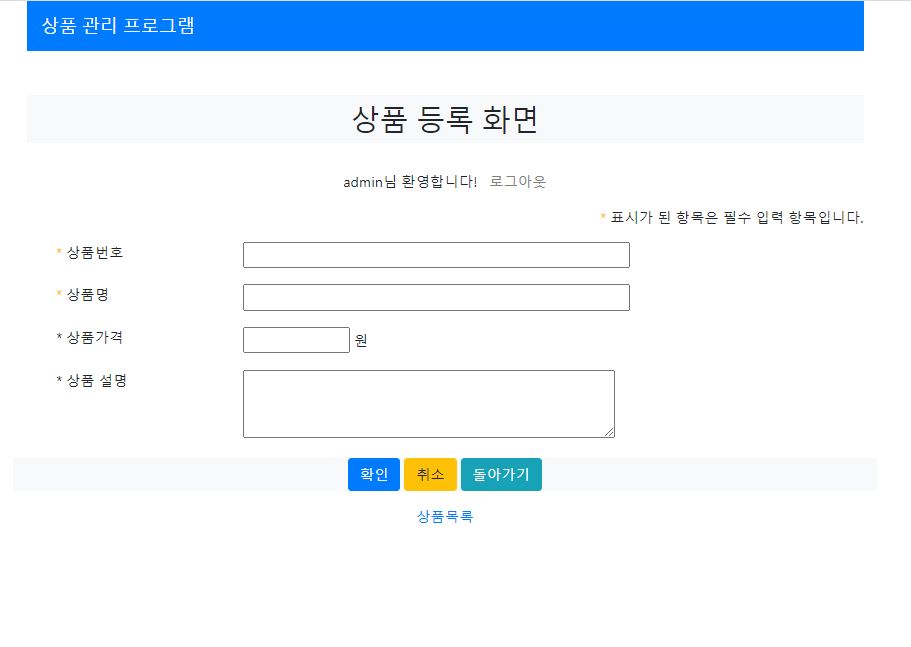 상품 관리 프로그램
상품 등록 화면
admin님 환영합니다! 로그아웃
* 표시가 된 항목은 필수 입력 항목입니다.
* 상품번호
* 상품명
* 상품가격 원
* 상품 설명
확인 취소 돌아가기
상품목록